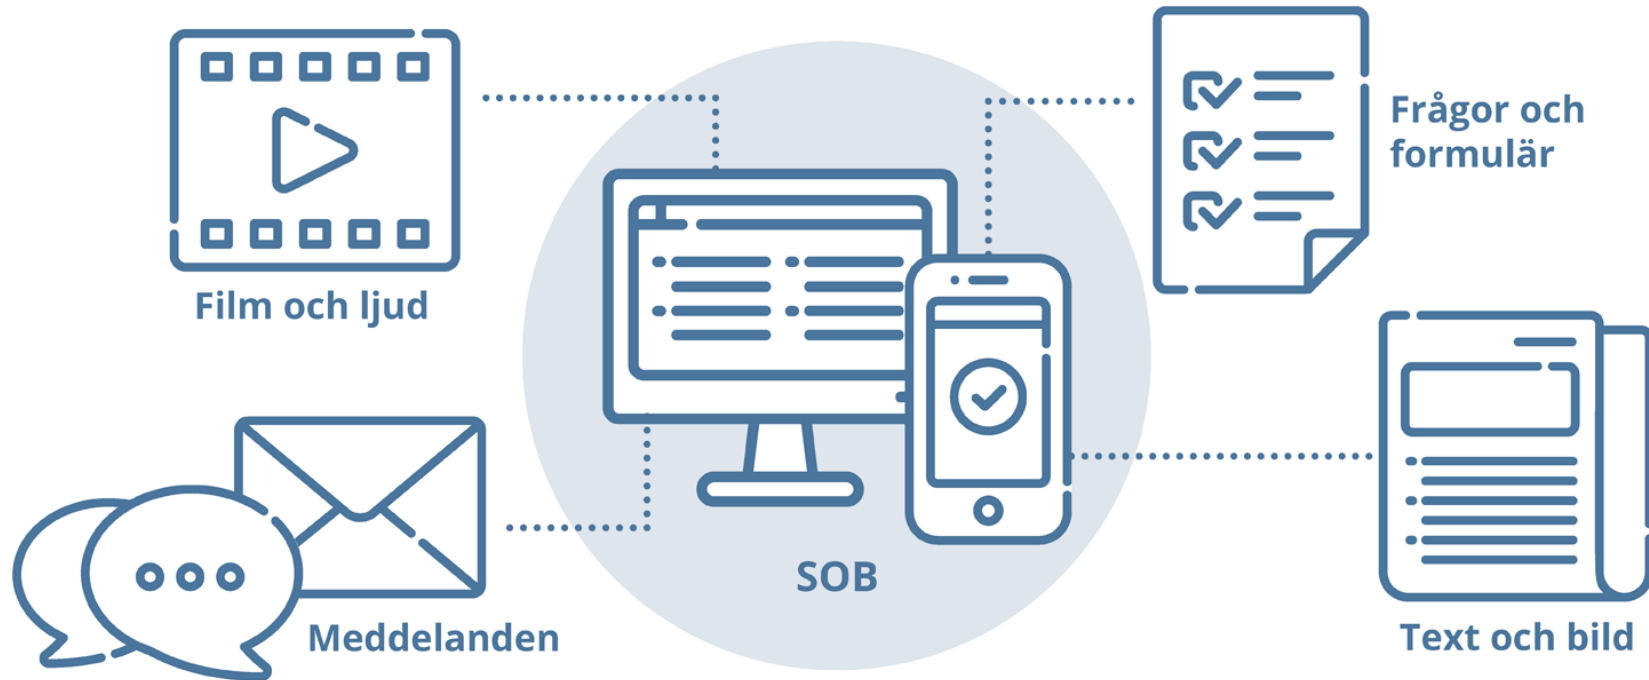 Film och ljud
Frågor och
formulär
SOB
Meddelanden
Text och bild